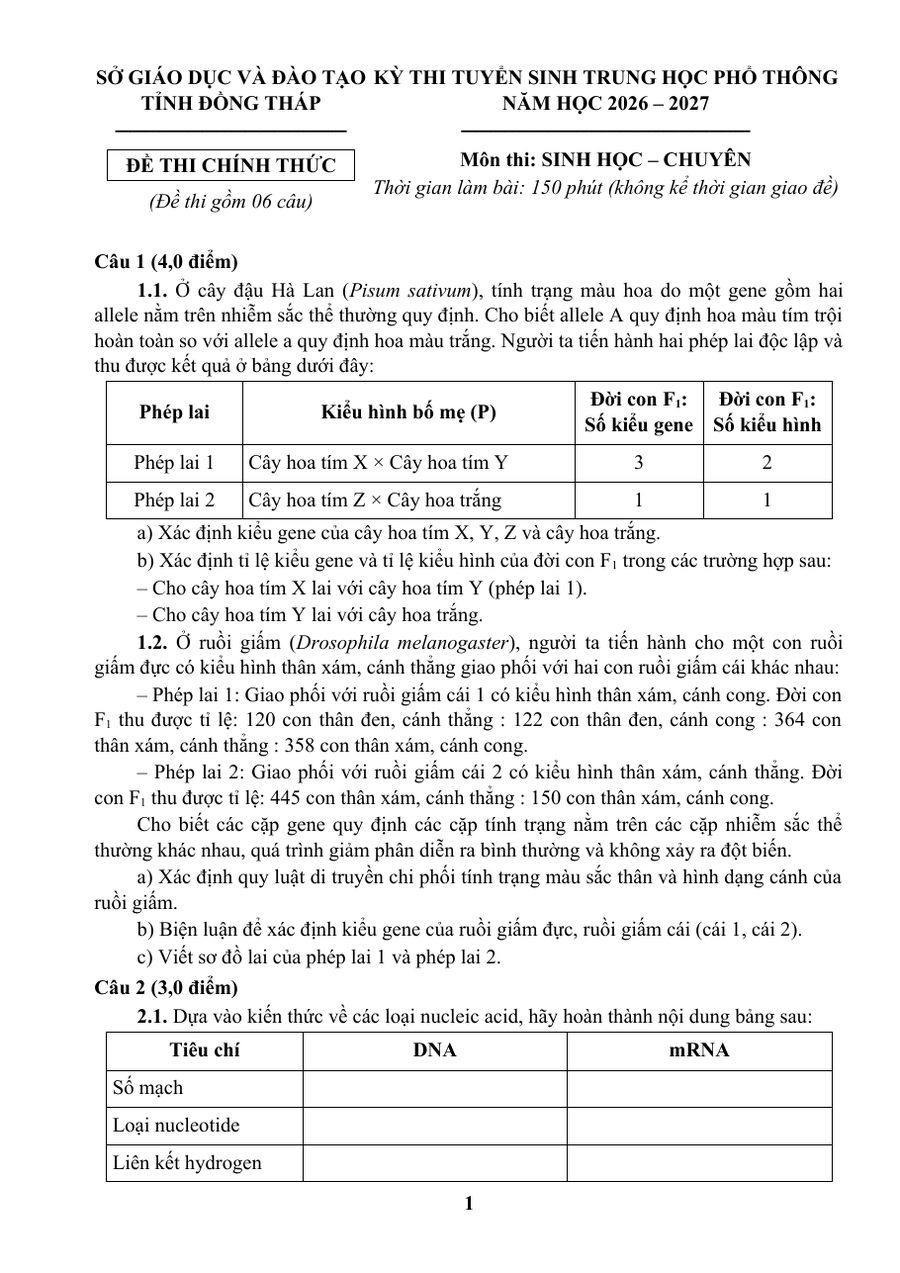 SỞ GIÁO DỤC VÀ ĐÀO TẠO KỲ THI TUYỂN SINH TRUNG HỌC PHỔ THÔNG
TỈNH ĐỒNG THÁP NĂM HỌC 2026 – 2027
ĐỀ THI CHÍNH THỨC
(Đề thi gồm 06 câu)
Môn thi: SINH HỌC – CHUYÊN
Thời gian làm bài: 150 phút (không kể thời gian giao đề)
Câu 1 (4,0 điểm)
1.1. Ở cây đậu Hà Lan (Pisum sativum), tính trạng màu hoa do một gene gồm hai
allele nằm trên nhiễm sắc thể thường quy định. Cho biết allele A quy định hoa màu tím trội
hoàn toàn so với allele a quy định hoa màu trắng. Người ta tiến hành hai phép lai độc lập và
thu được kết quả ở bảng dưới đây:
Phép lai Kiểu hình bố mẹ (P) Đời con F₁: Số kiểu gene Đời con F₁: Số kiểu hình
Phép lai 1 Cây hoa tím X × Cây hoa tím Y 3 2
Phép lai 2 Cây hoa tím Z × Cây hoa trắng 1 1
a) Xác định kiểu gene của cây hoa tím X, Y, Z và cây hoa trắng.
b) Xác định tỉ lệ kiểu gene và tỉ lệ kiểu hình của đời con F₁ trong các trường hợp sau:
– Cho cây hoa tím X lai với cây hoa tím Y (phép lai 1).
– Cho cây hoa tím Y lai với cây hoa trắng.
1.2. Ở ruồi giấm (Drosophila melanogaster), người ta tiến hành cho một con ruồi
giấm đực có kiểu hình thân xám, cánh thẳng giao phối với hai con ruồi giấm cái khác nhau:
– Phép lai 1: Giao phối với ruồi giấm cái 1 có kiểu hình thân xám, cánh cong. Đời con
F₁ thu được tỉ lệ: 120 con thân đen, cánh thẳng : 122 con thân đen, cánh cong : 364 con
thân xám, cánh thẳng : 358 con thân xám, cánh cong.
– Phép lai 2: Giao phối với ruồi giấm cái 2 có kiểu hình thân xám, cánh thẳng. Đời
con F₁ thu được tỉ lệ: 445 con thân xám, cánh thẳng : 150 con thân xám, cánh cong.
Cho biết các cặp gene quy định các cặp tính trạng nằm trên các cặp nhiễm sắc thể
thường khác nhau, quá trình giảm phân diễn ra bình thường và không xảy ra đột biến.
a) Xác định quy luật di truyền chi phối tính trạng màu sắc thân và hình dạng cánh của
ruồi giấm.
b) Biện luận để xác định kiểu gene của ruồi giấm đực, ruồi giấm cái (cái 1, cái 2).
c) Viết sơ đồ lai của phép lai 1 và phép lai 2.
Câu 2 (3,0 điểm)
2.1. Dựa vào kiến thức về các loại nucleic acid, hãy hoàn thành nội dung bảng sau:
Tiêu chí DNA mRNA
Số mạch
Loại nucleotide
Liên kết hydrogen
1